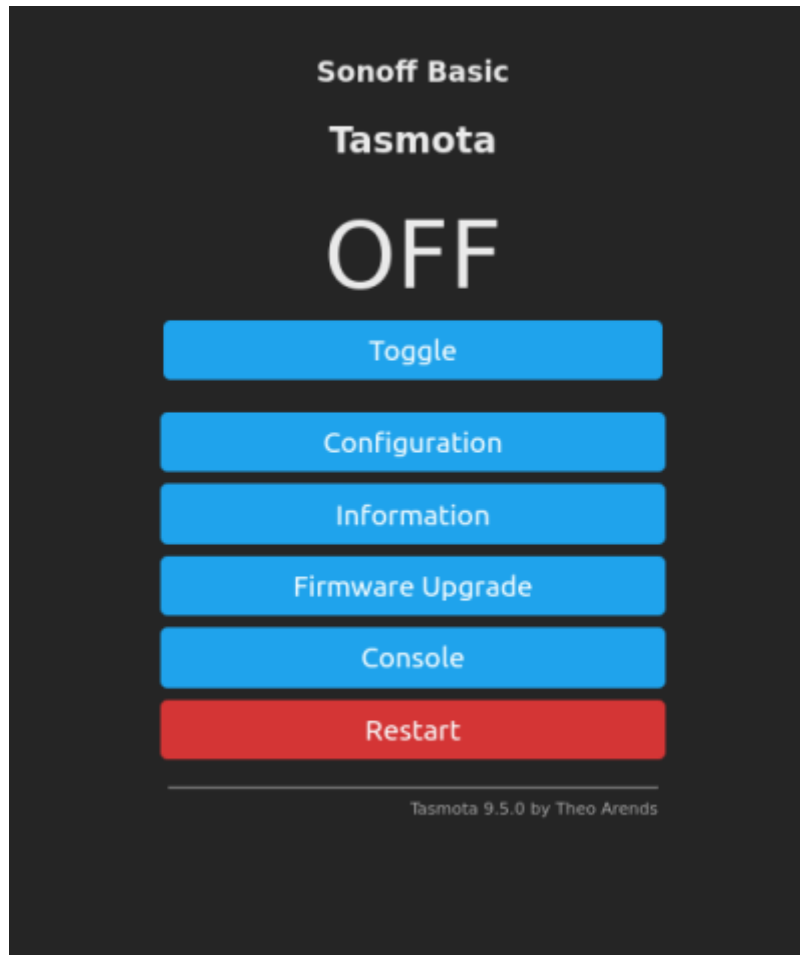 Sonoff Basic
Tasmota
OFF
Toggle
Configuration
Information
Firmware Upgrade
Console
Restart
Tasmota 9.5.0 by Theo Arends